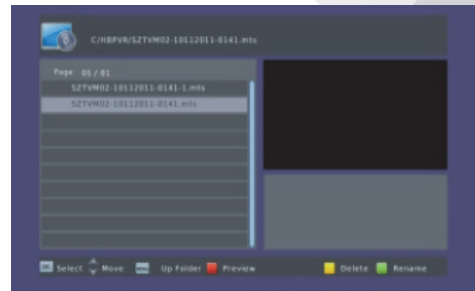 C/HBPVR/SZTVM02-10112011-0141.mts
Page 01/01
SZTVM02-10112011-0141-1.mts
SZTVM02-10112011-0141.mts
OK Select Move Up Folder Preview Delete Rename